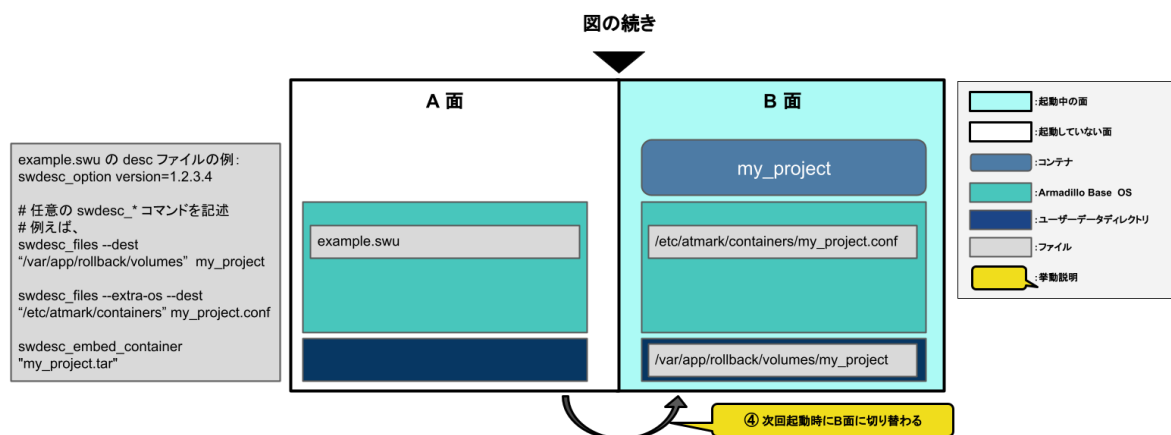 図の続き
A 面
B 面
example.swu の desc ファイルの例：
swdesc_option version=1.2.3.4
# 任意の swdesc_* コマンドを記述
# 例えば、
swdesc_files --dest
“/var/app/rollback/volumes” my_project
swdesc_files --extra-os --dest
“/etc/atmark/containers” my_project.conf
swdesc_embed_container
"my_project.tar"
example.swu
my_project
/etc/atmark/containers/my_project.conf
/var/app/rollback/volumes/my_project
④ 次回起動時にB面に切り替わる
:起動中の面
:起動していない面
:コンテナ
:Armadillo Base OS
:ユーザーデータディレクトリ
:ファイル
:挙動説明